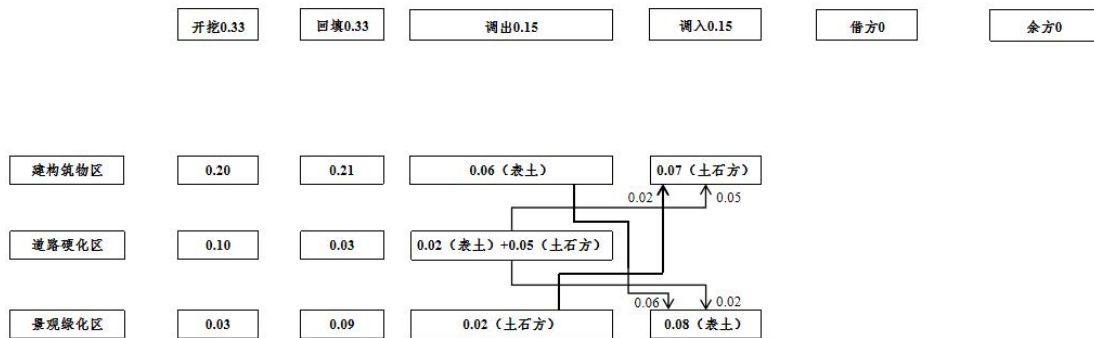 开挖0.33 回填0.33 调出0.15 调入0.15 借方0 余方0
建构筑物区 0.20 0.21 0.06（表土） 0.07（土石方）
0.02 0.05
道路硬化区 0.10 0.03 0.02（表土）+0.05（土石方）
0.06 0.02
景观绿化区 0.03 0.09 0.02（土石方） 0.08（表土）